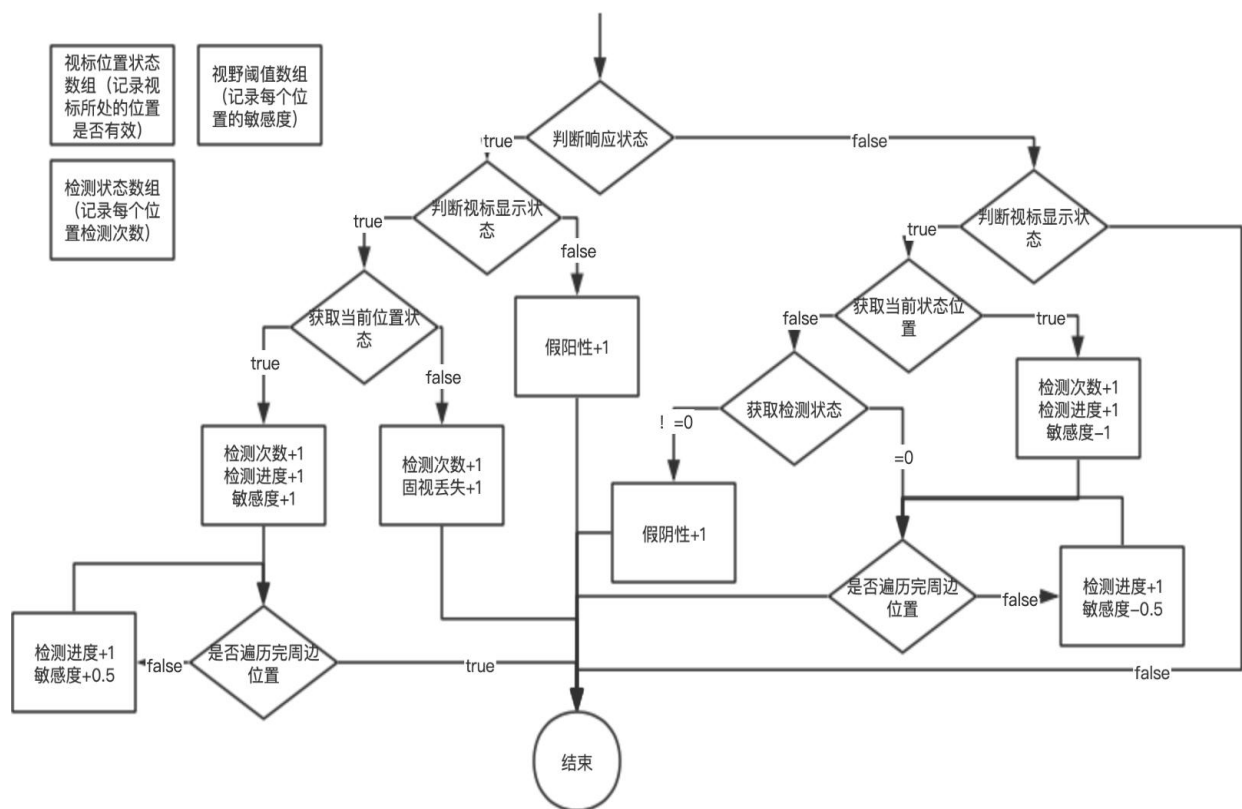 视标位置状态
数组（记录视
标所处的位置
是否有效）
视野阈值数组
（记录每个位
置的敏感度）
检测状态数组
（记录每个位
置检测次数）
判断响应状态
true
false
判断视标显示状
态
true
false
判断视标显示状
态
true
false
获取当前位置状
态
true
false
假阳性+1
获取当前状态位
置
false
true
获取检测状态
！=0
=0
检测次数+1
检测进度+1
敏感度-1
检测次数+1
检测进度+1
敏感度+1
检测次数+1
固视丢失+1
假阴性+1
是否遍历完周边
位置
false
检测进度+1
敏感度-0.5
检测进度+1
敏感度+0.5
false
是否遍历完周边
位置
true
结束